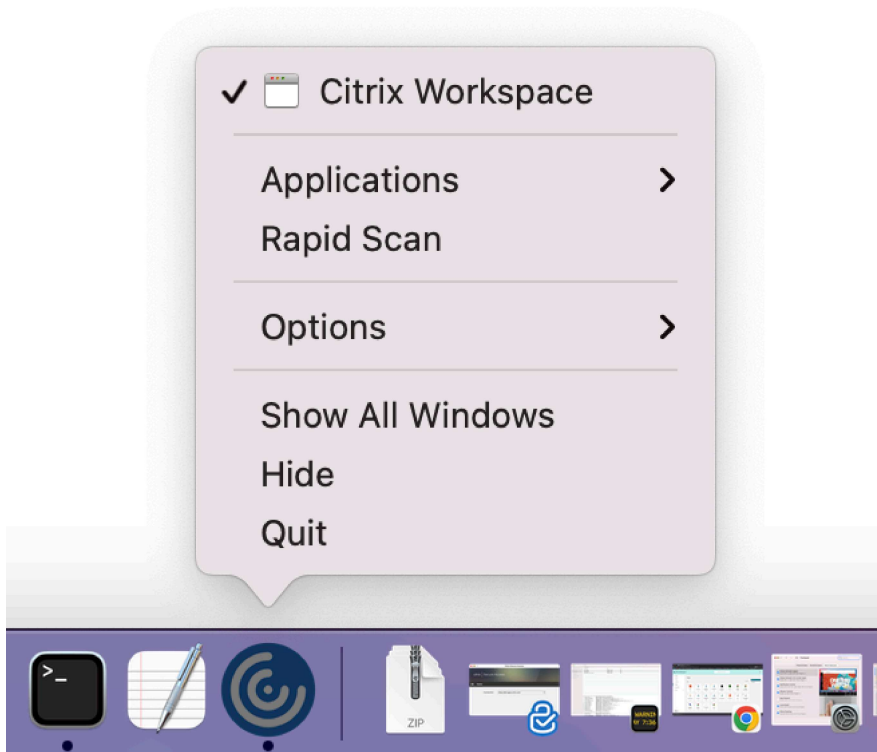 Citrix Workspace
Applications
Rapid Scan
Options
Show All Windows
Hide
Quit
>_
ZIP